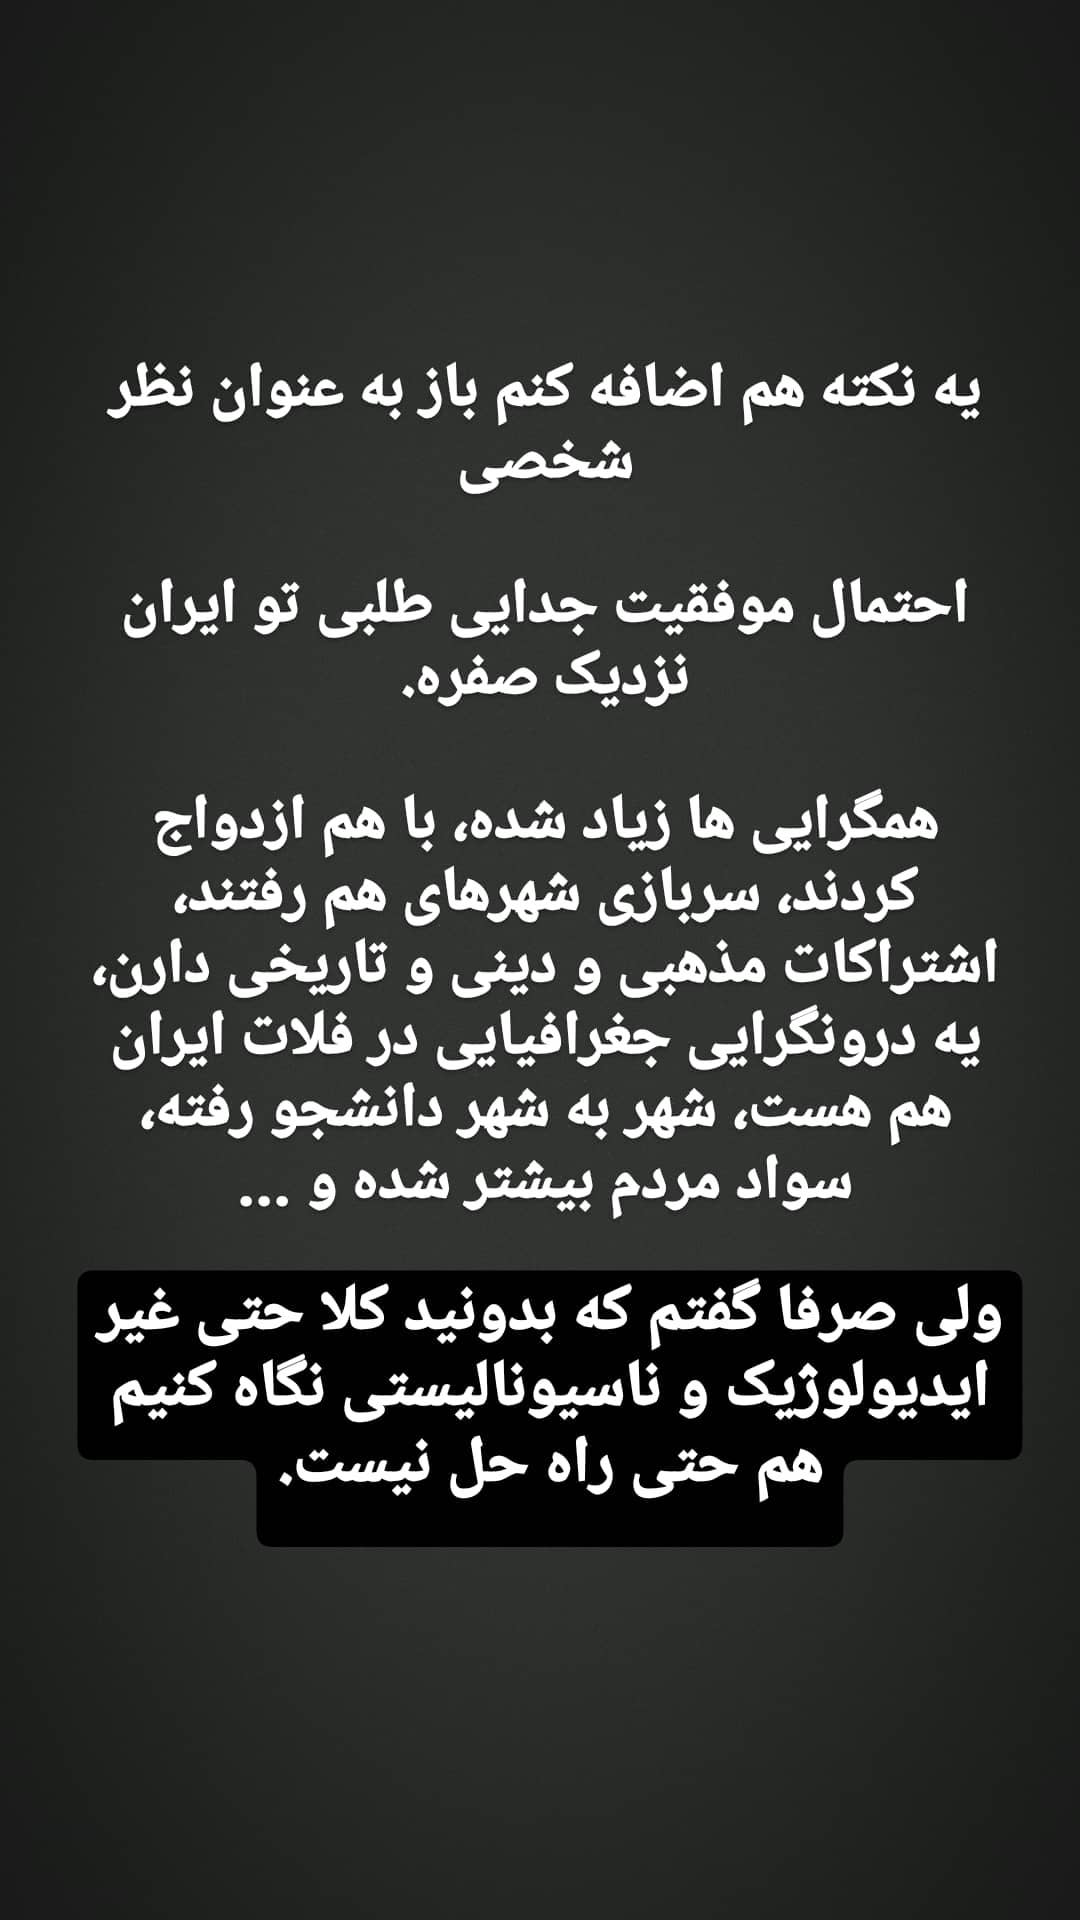 یه نکته هم اضافه کنم باز به عنوان نظر
شخصی
احتمال موفقیت جدایی طلبی تو ایران
نزدیک صفره.
همگرایی ها زیاد شده، با هم ازدواج
کردند، سربازی شهرهای هم رفتند،
اشتراکات مذهبی و دینی و تاریخی دارن،
یه درونگرایی جغرافیایی در فلات ایران
هم هست، شهر به شهر دانشجو رفته،
سواد مردم بیشتر شده و ...
ولی صرفا گفتم که بدونید کلا حتی غیر
ایدیولوژیک و ناسیونالیستی نگاه کنیم
هم حتی راه حل نیست.